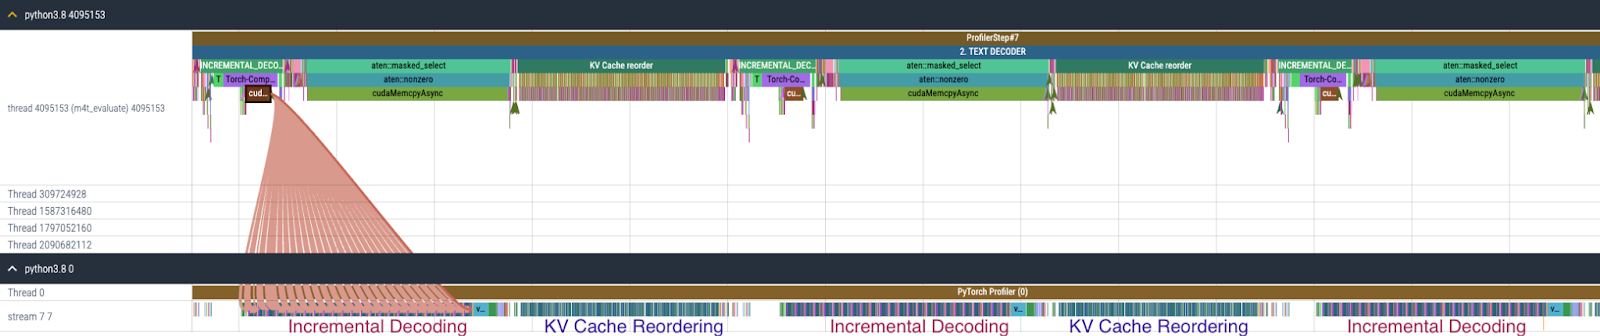 python3.8 4095153
ProfilerStep#7
2. TEXT DECODER
INCREMENTAL_DECO... aten::masked_select KV Cache reorder INCREMENTAL_DEC... aten::masked_select KV Cache reorder INCREMENTAL_DE... aten::masked_select
T Torch-Comp... aten::nonzero T Torch-Co... aten::nonzero Torch-Co... aten::nonzero
cud... cudaMemcpyAsync cu... cudaMemcpyAsync cu... cudaMemcpyAsync
thread 4095153 (m4t_evaluate) 4095153
Thread 309724928
Thread 1587316480
Thread 1797052160
Thread 2090682112
python3.8 0
Thread 0 PyTorch Profiler (0)
stream 7 7 v... v... v...
Incremental Decoding KV Cache Reordering Incremental Decoding KV Cache Reordering Incremental Decoding